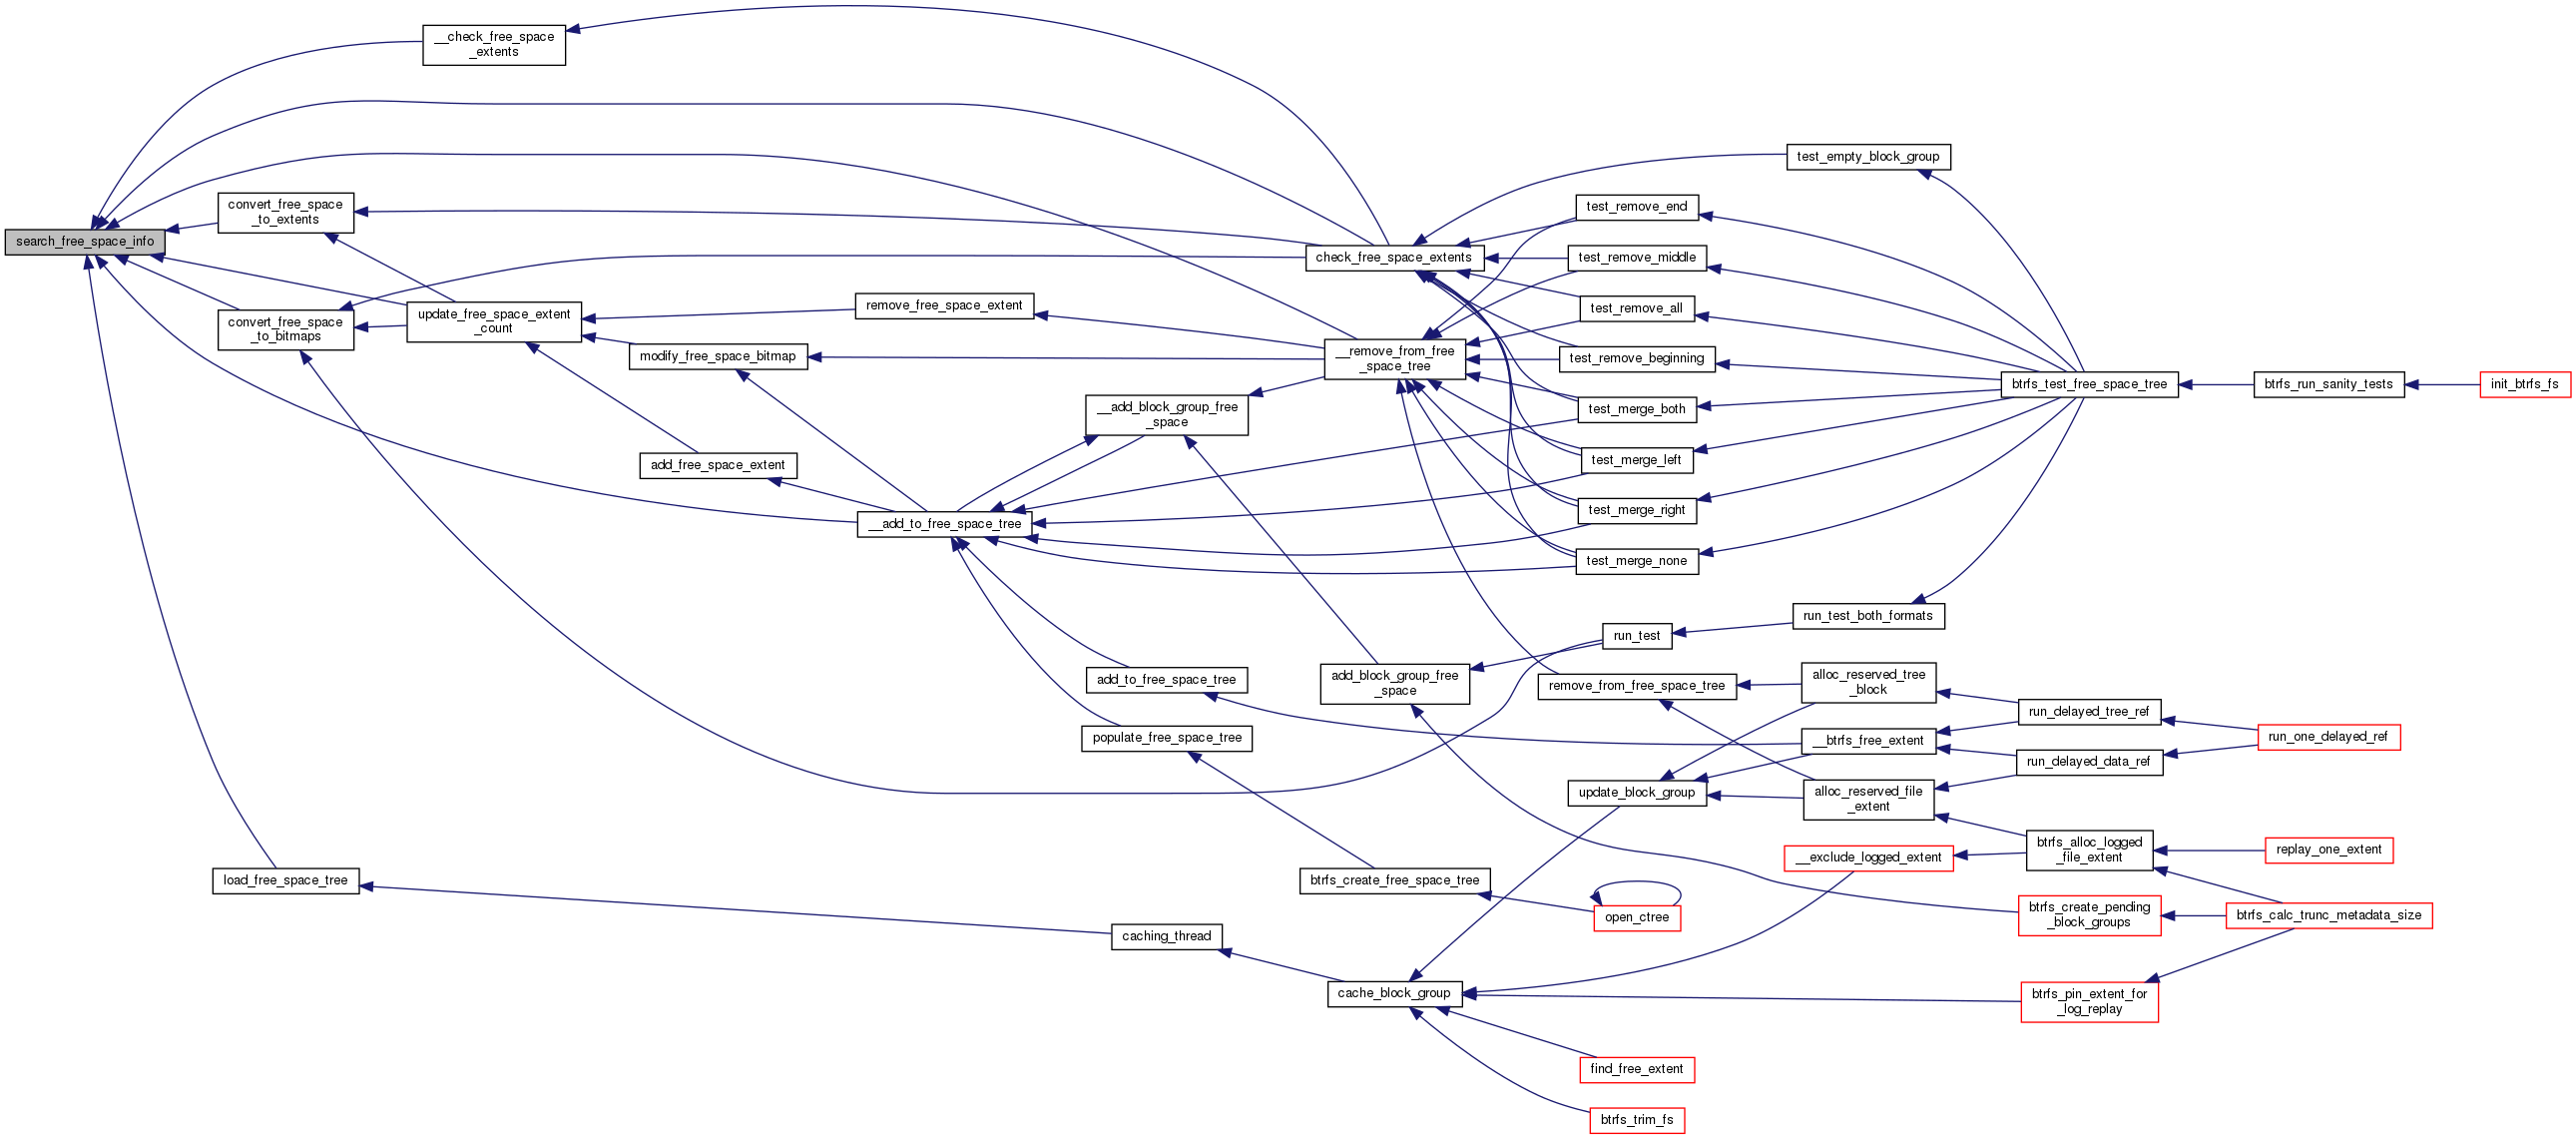 __check_free_space
_extents
search_free_space_info
convert_free_space
_to_extents
convert_free_space
_to_bitmaps
update_free_space_extent
_count
remove_free_space_extent
modify_free_space_bitmap
add_free_space_extent
__add_to_free_space_tree
__add_block_group_free
_space
check_free_space_extents
__remove_from_free
_space_tree
test_empty_block_group
test_remove_end
test_remove_middle
test_remove_all
test_remove_beginning
test_merge_both
test_merge_left
test_merge_right
test_merge_none
btrfs_test_free_space_tree
btrfs_run_sanity_tests
init_btrfs_fs
run_test
run_test_both_formats
add_block_group_free
_space
add_to_free_space_tree
populate_free_space_tree
remove_from_free_space_tree
alloc_reserved_tree
_block
__btrfs_free_extent
update_block_group
alloc_reserved_file
_extent
run_delayed_tree_ref
run_delayed_data_ref
run_one_delayed_ref
__exclude_logged_extent
btrfs_alloc_logged
_file_extent
replay_one_extent
load_free_space_tree
btrfs_create_free_space_tree
open_ctree
btrfs_create_pending
_block_groups
btrfs_calc_trunc_metadata_size
caching_thread
cache_block_group
btrfs_pin_extent_for
_log_replay
find_free_extent
btrfs_trim_fs